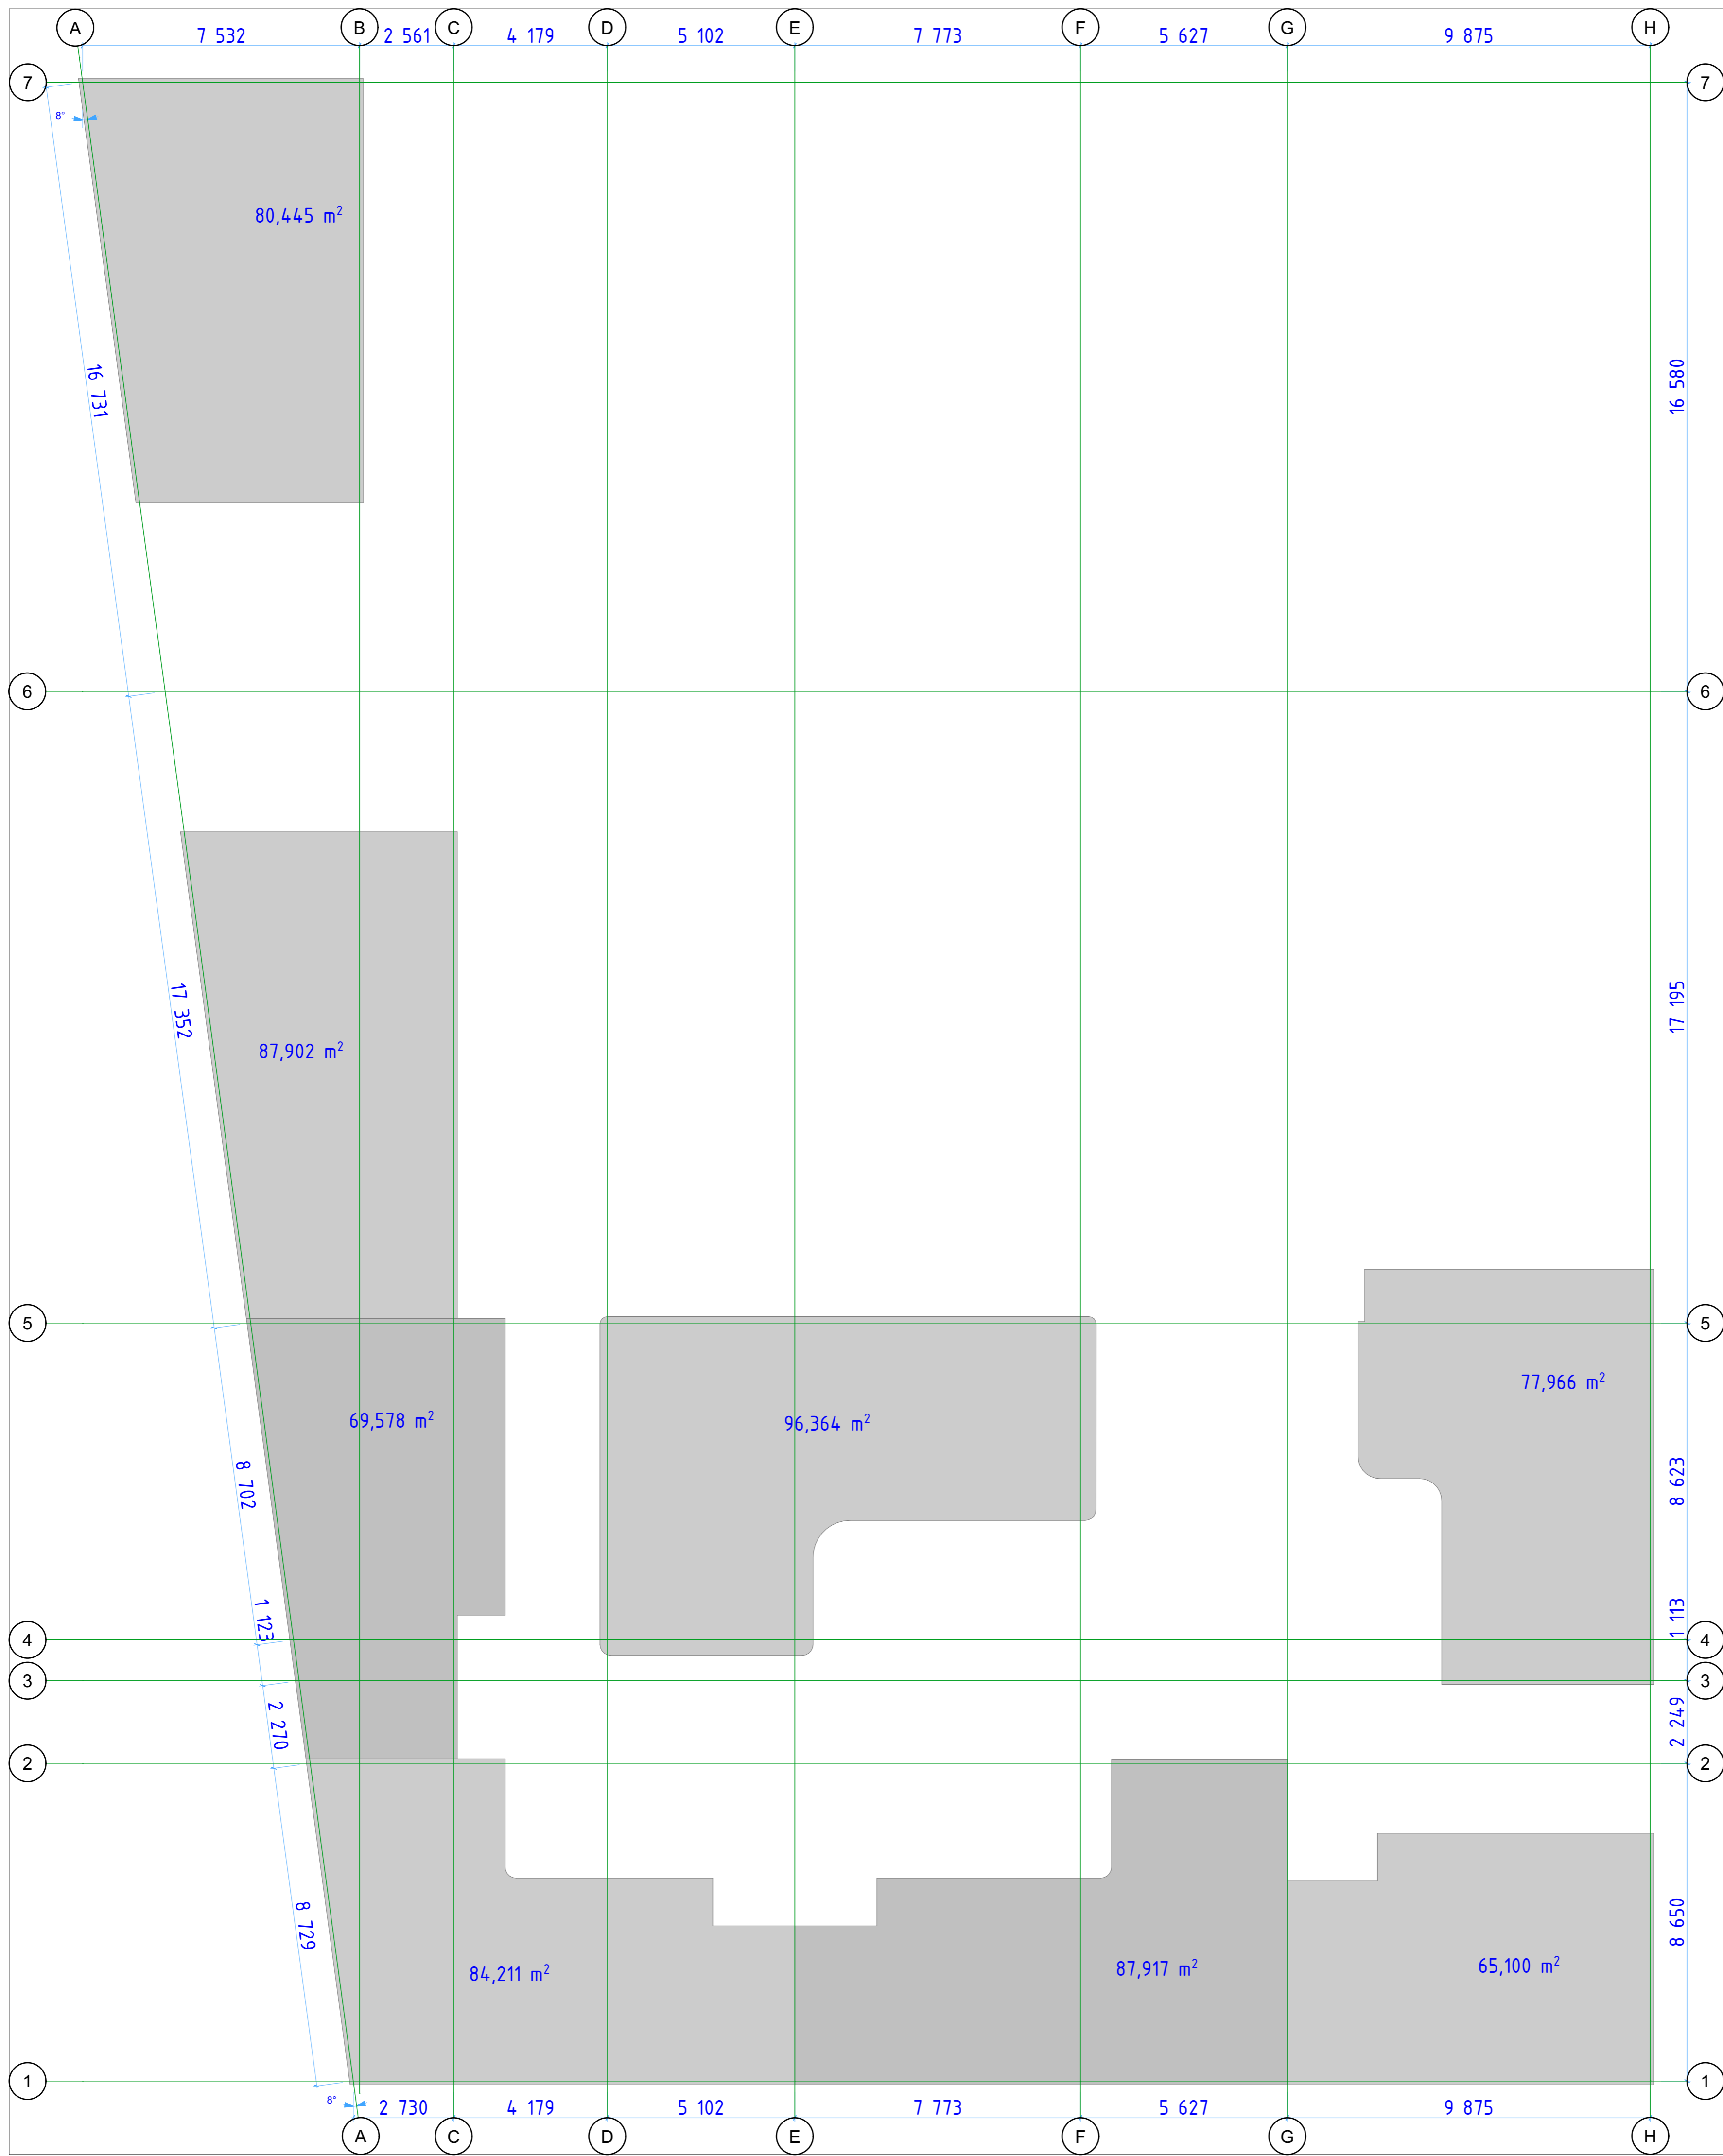 A B C D E F G H
7 532 2 561 4 179 5 102 7 773 5 627 9 875
7 7
8°
80,445 m²
16 731 16 580
6 6
17 352 17 195
87,902 m²
5 5
77,966 m²
69,578 m² 96,364 m²
8 702 8 623
1 123 1 113
4 4
3 3
2 270 2 249
2 2
8 729 8 650
84,211 m² 87,917 m² 65,100 m²
1 1
8°
2 730 4 179 5 102 7 773 5 627 9 875
A C D E F G H